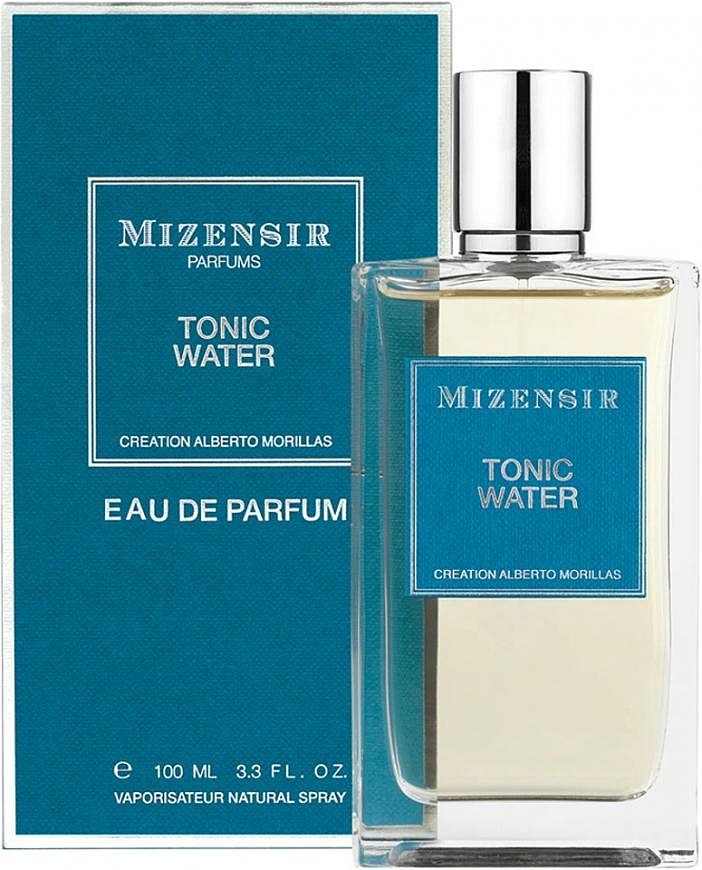 MIZENSIR
PARFUMS
TONIC
WATER
CREATION ALBERTO MORILLAS
EAU DE PARFUM
e 100 ML 3.3 FL. OZ.
VAPORISATEUR NATURAL SPRAY
MIZENSIR
TONIC
WATER
CREATION ALBERTO MORILLAS